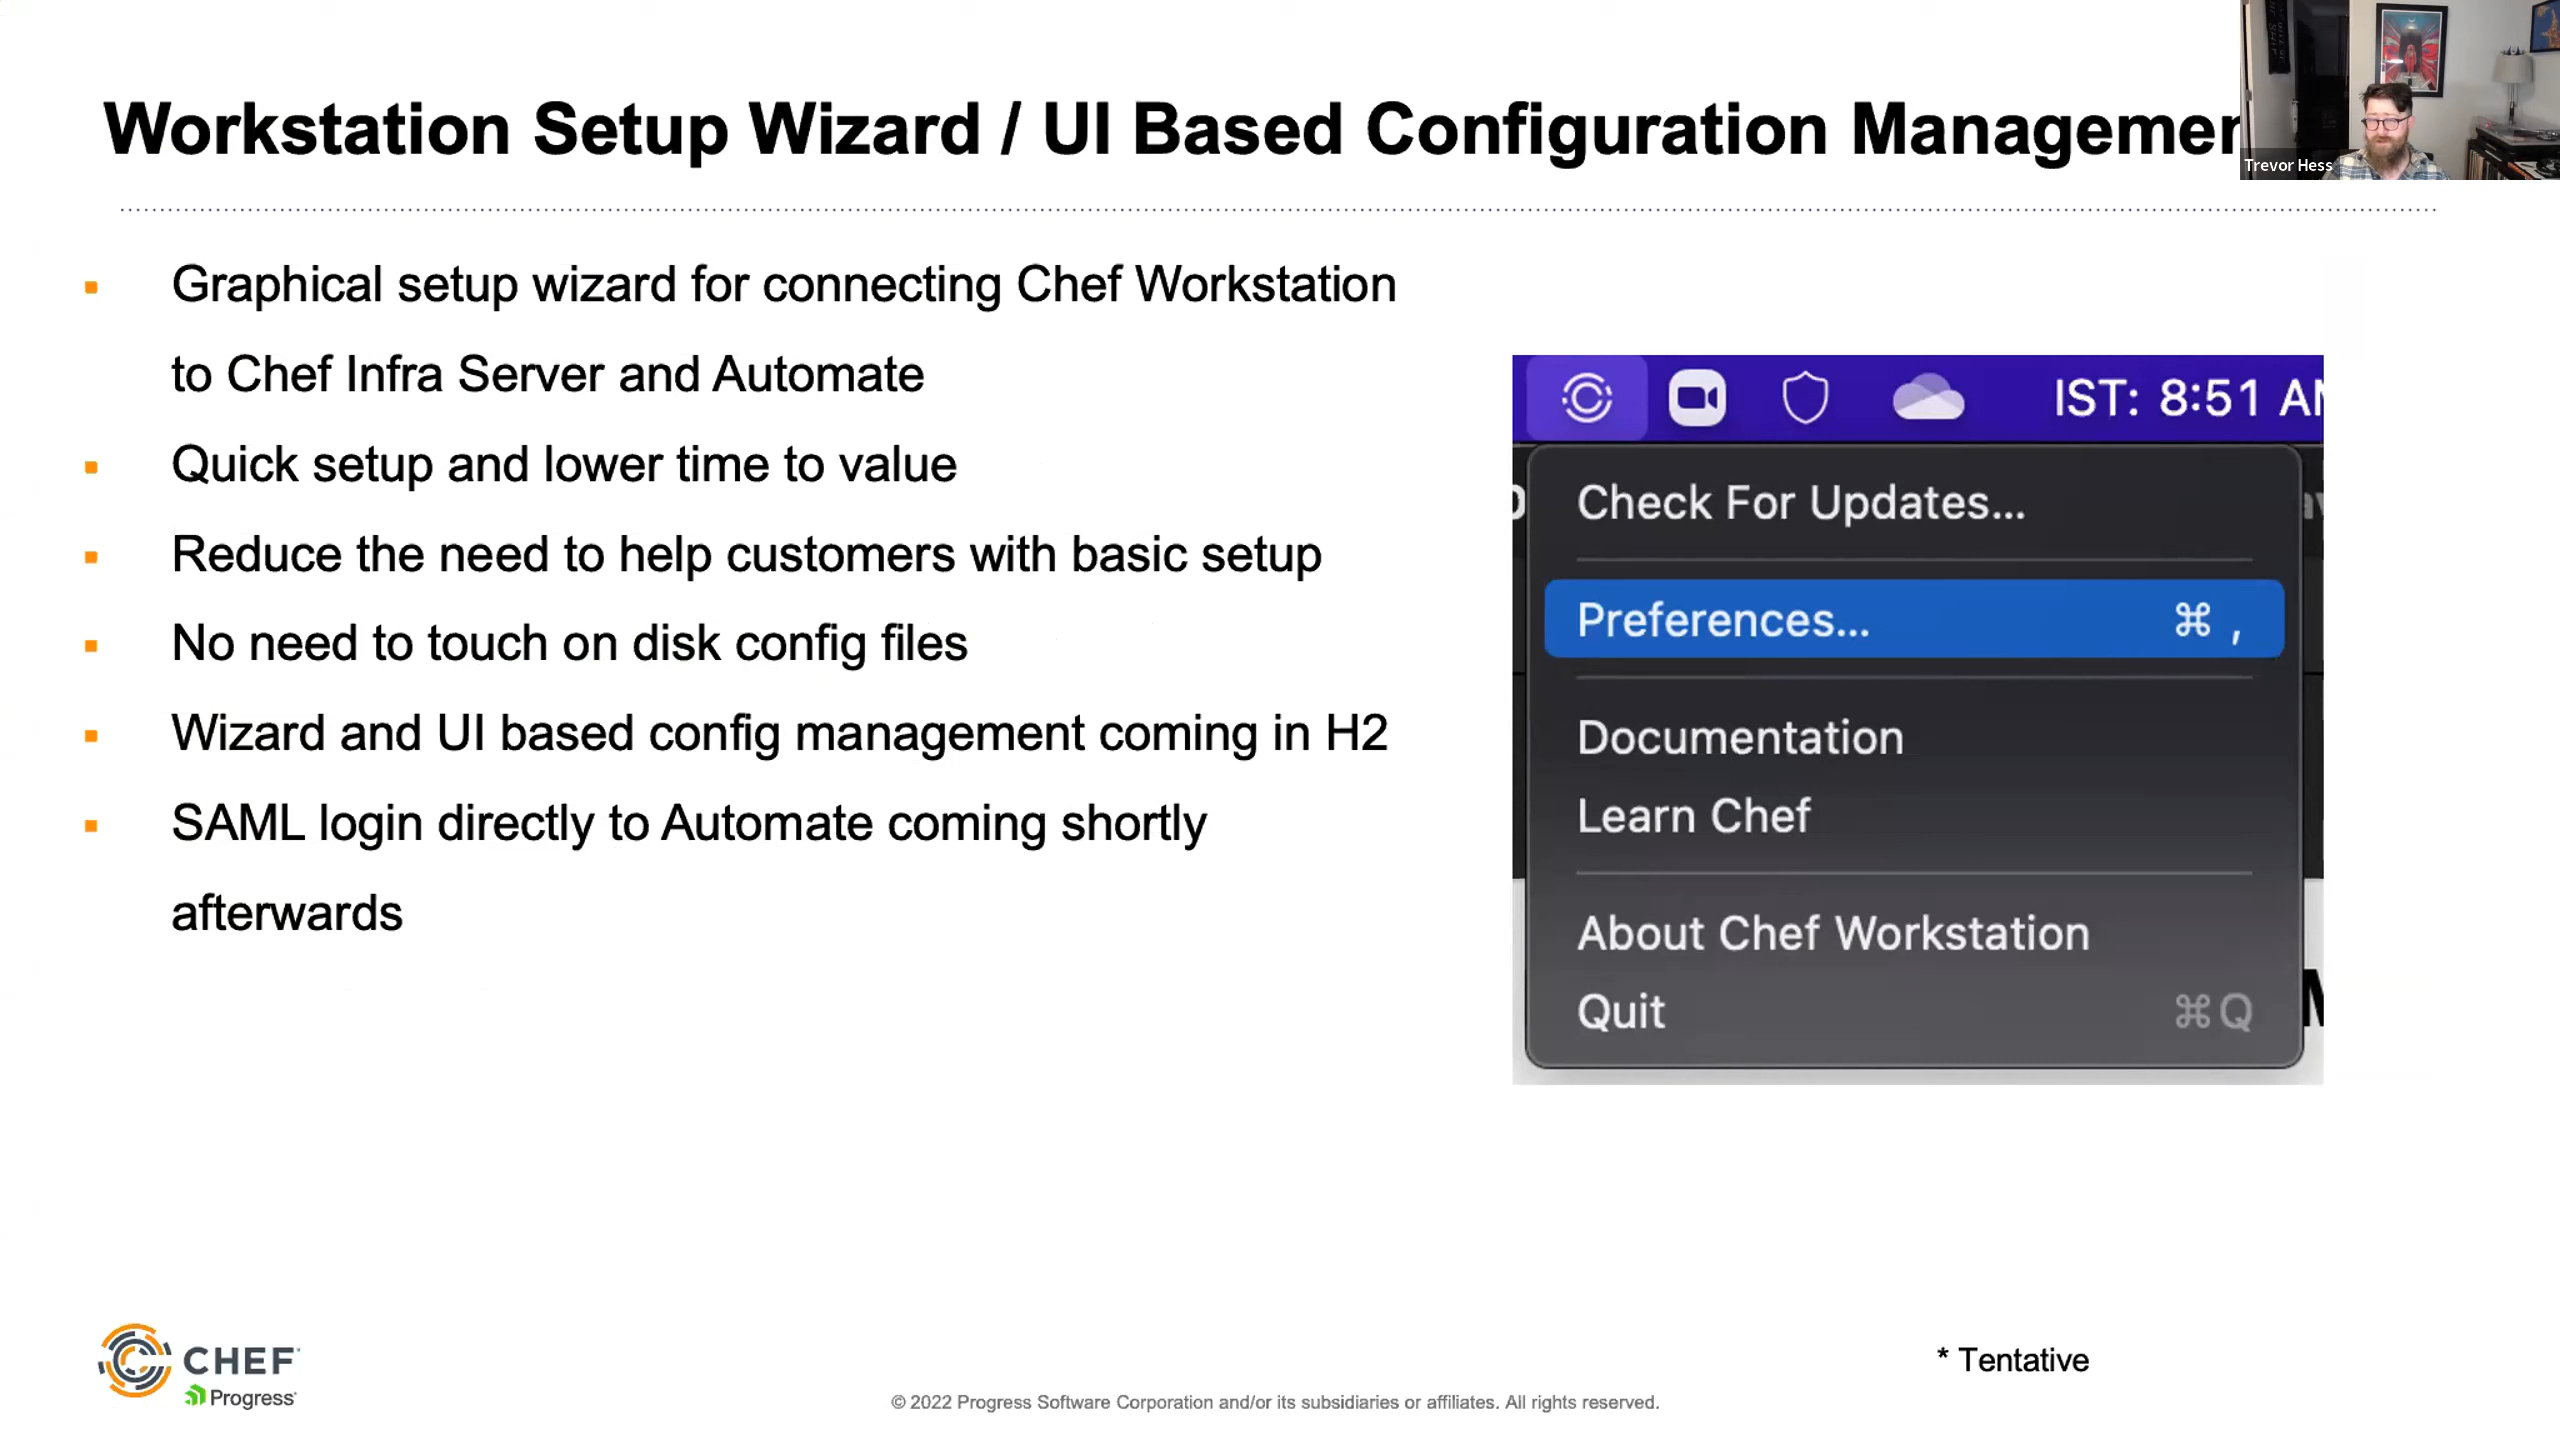 Workstation Setup Wizard / UI Based Configuration Managemen
Trevor Hess
Graphical setup wizard for connecting Chef Workstation
to Chef Infra Server and Automate
Quick setup and lower time to value
Reduce the need to help customers with basic setup
No need to touch on disk config files
Wizard and UI based config management coming in H2
SAML login directly to Automate coming shortly
afterwards
IST: 8:51 AM
Check For Updates...
Preferences... ⌘ ,
Documentation
Learn Chef
About Chef Workstation
Quit ⌘Q
CHEF
Progress
* Tentative
© 2022 Progress Software Corporation and/or its subsidiaries or affiliates. All rights reserved.